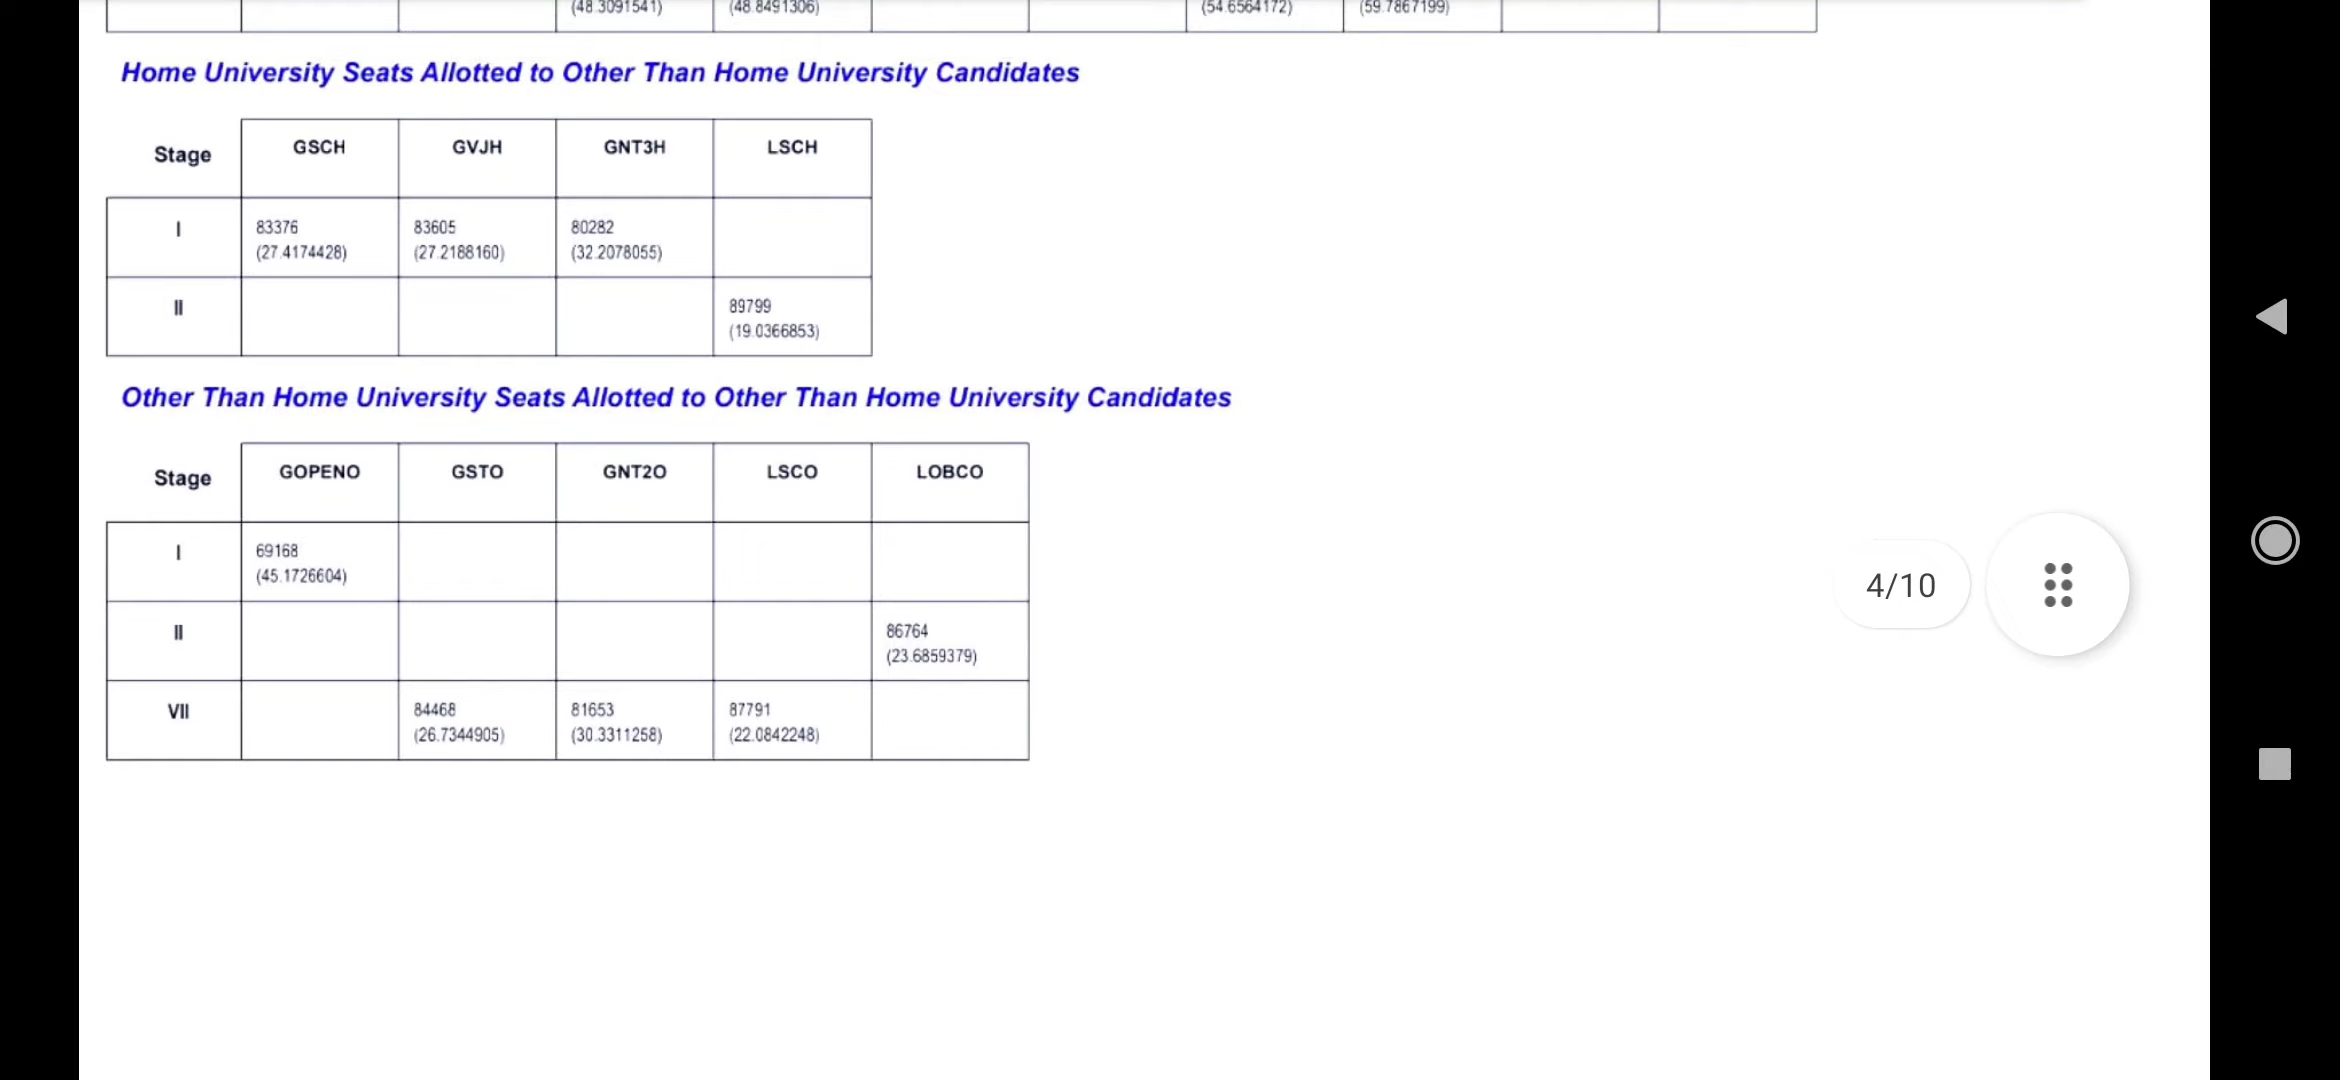 (48.3091541) (48.8491306) (54.6564172) (59.7867199)
Home University Seats Allotted to Other Than Home University Candidates
Stage GSCH GVJH GNT3H LSCH
I 83376 83605 80282
(27.4174428) (27.2188160) (32.2078055)
II 89799
(19.0366853)
Other Than Home University Seats Allotted to Other Than Home University Candidates
Stage GOPENO GSTO GNT2O LSCO LOBCO
I 69168
(45.1726604)
II 86764
(23.6859379)
VII 84468 81653 87791
(26.7344905) (30.3311258) (22.0842248)
4/10